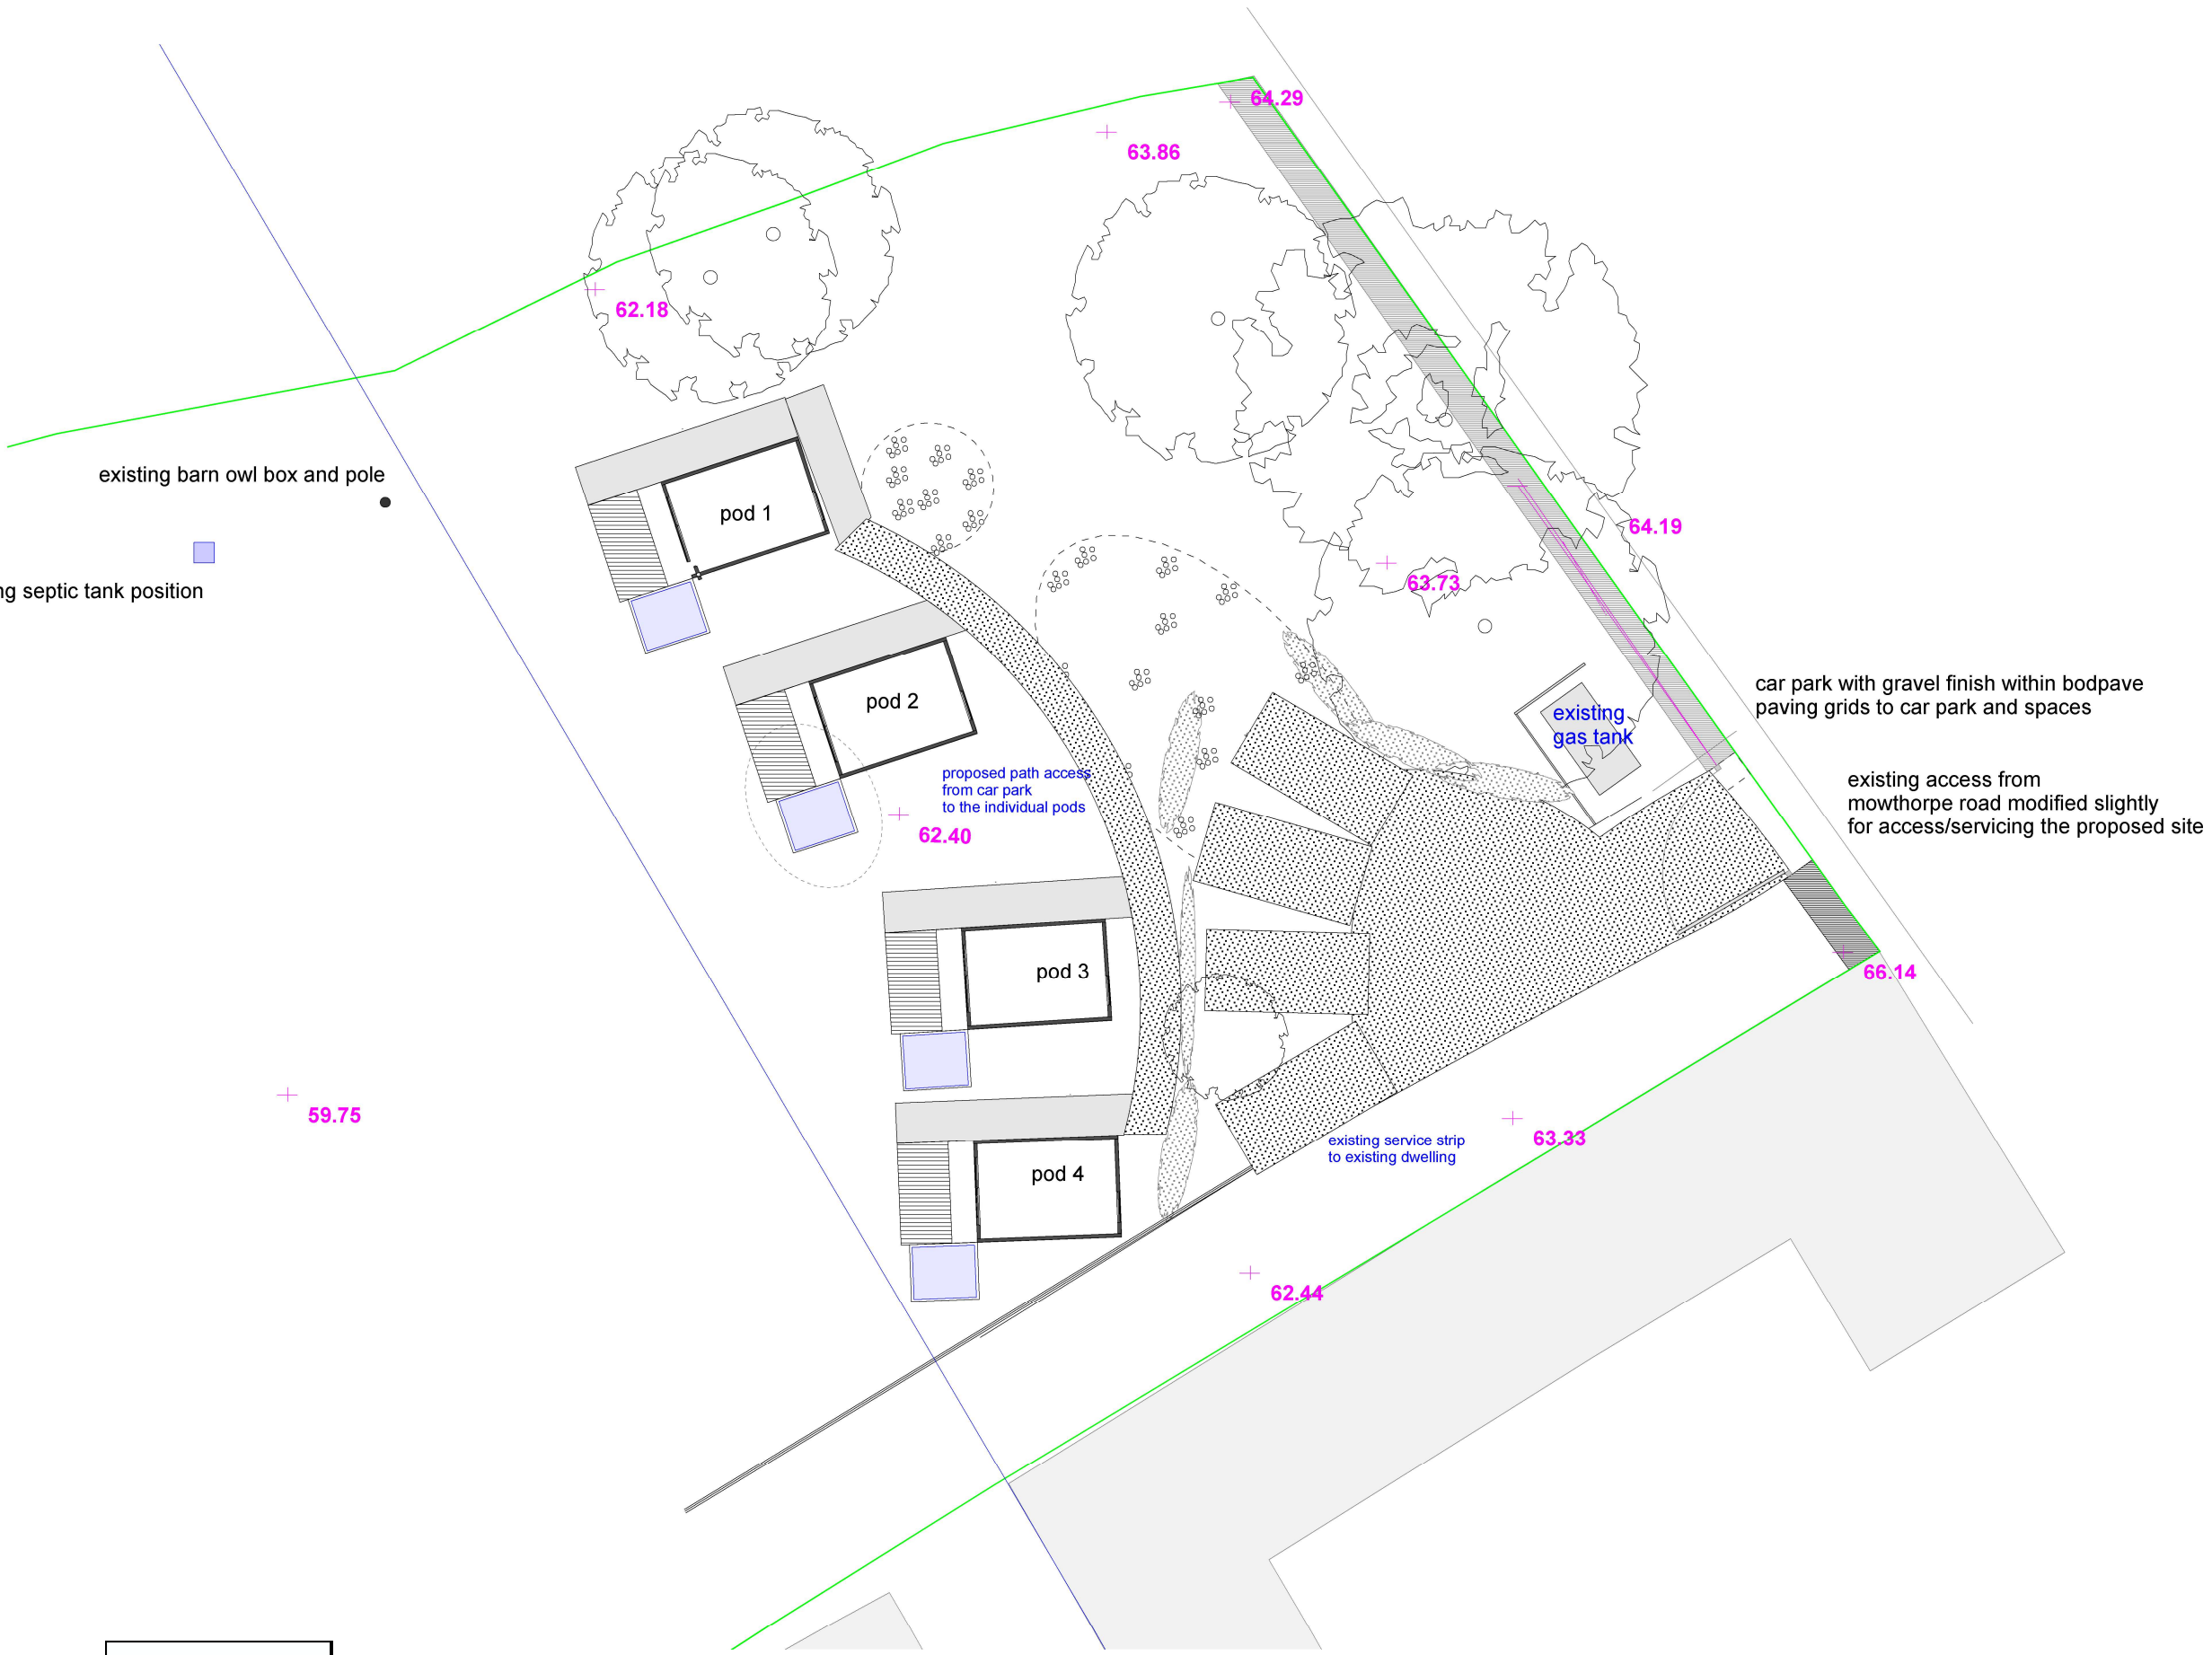 64.29
63.86
62.18
existing barn owl box and pole
pod 1
64.19
63.73
septic tank position
car park with gravel finish within bodpave
paving grids to car park and spaces
pod 2
existing
gas tank
proposed path access
from car park
to the individual pods
existing access from
mowthorpe road modified slightly
for access/servicing the proposed site
62.40
pod 3
66.14
59.75
63.33
existing service strip
to existing dwelling
pod 4
62.44